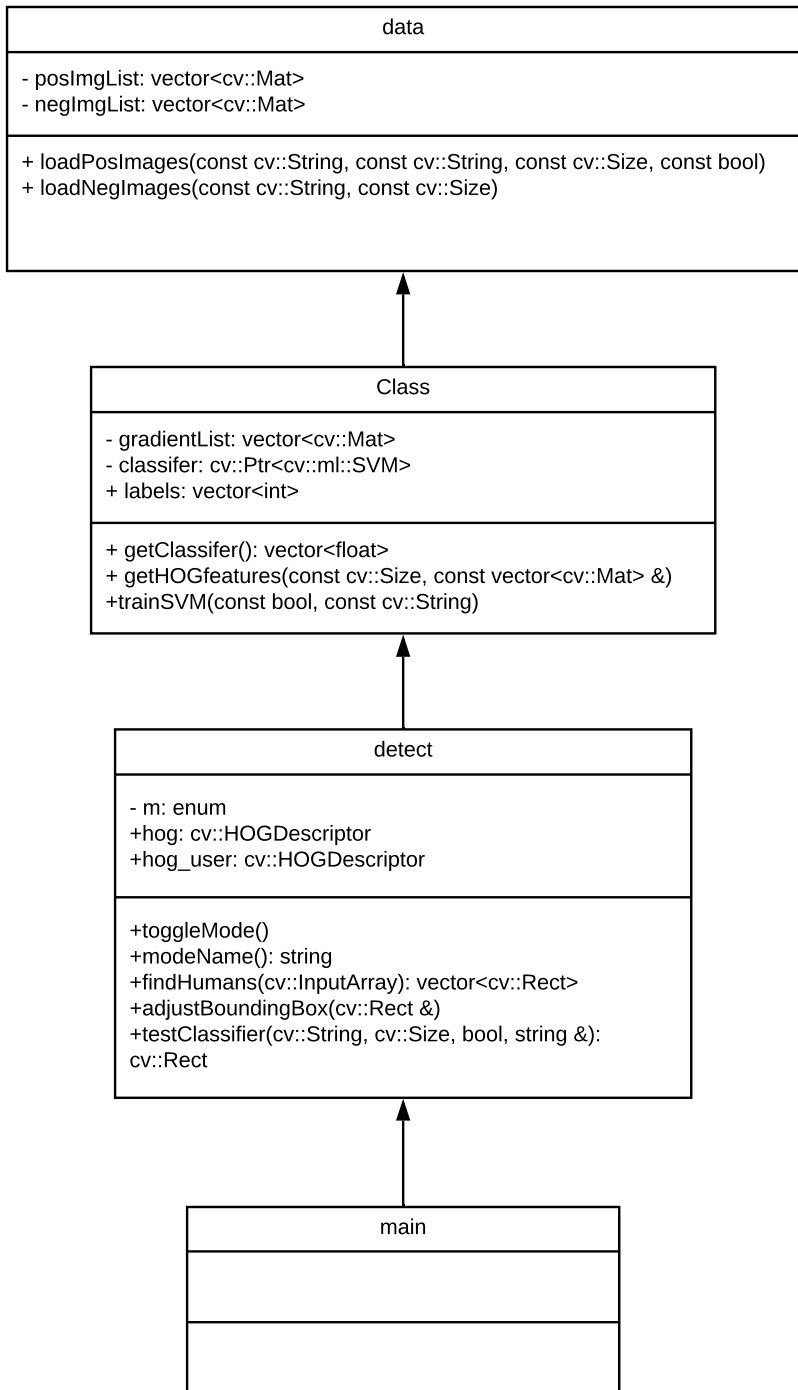 data
- posImgList: vector<cv::Mat>
- negImgList: vector<cv::Mat>
+ loadPosImages(const cv::String, const cv::String, const cv::Size, const bool)
+ loadNegImages(const cv::String, const cv::Size)
Class
- gradientList: vector<cv::Mat>
- classifer: cv::Ptr<cv::ml::SVM>
+ labels: vector<int>
+ getClassifer(): vector<float>
+ getHOGfeatures(const cv::Size, const vector<cv::Mat> &)
+trainSVM(const bool, const cv::String)
detect
- m: enum
+hog: cv::HOGDescriptor
+hog_user: cv::HOGDescriptor
+toggleMode()
+modeName(): string
+findHumans(cv::InputArray): vector<cv::Rect>
+adjustBoundingBox(cv::Rect &)
+testClassifier(cv::String, cv::Size, bool, string &):
cv::Rect
main